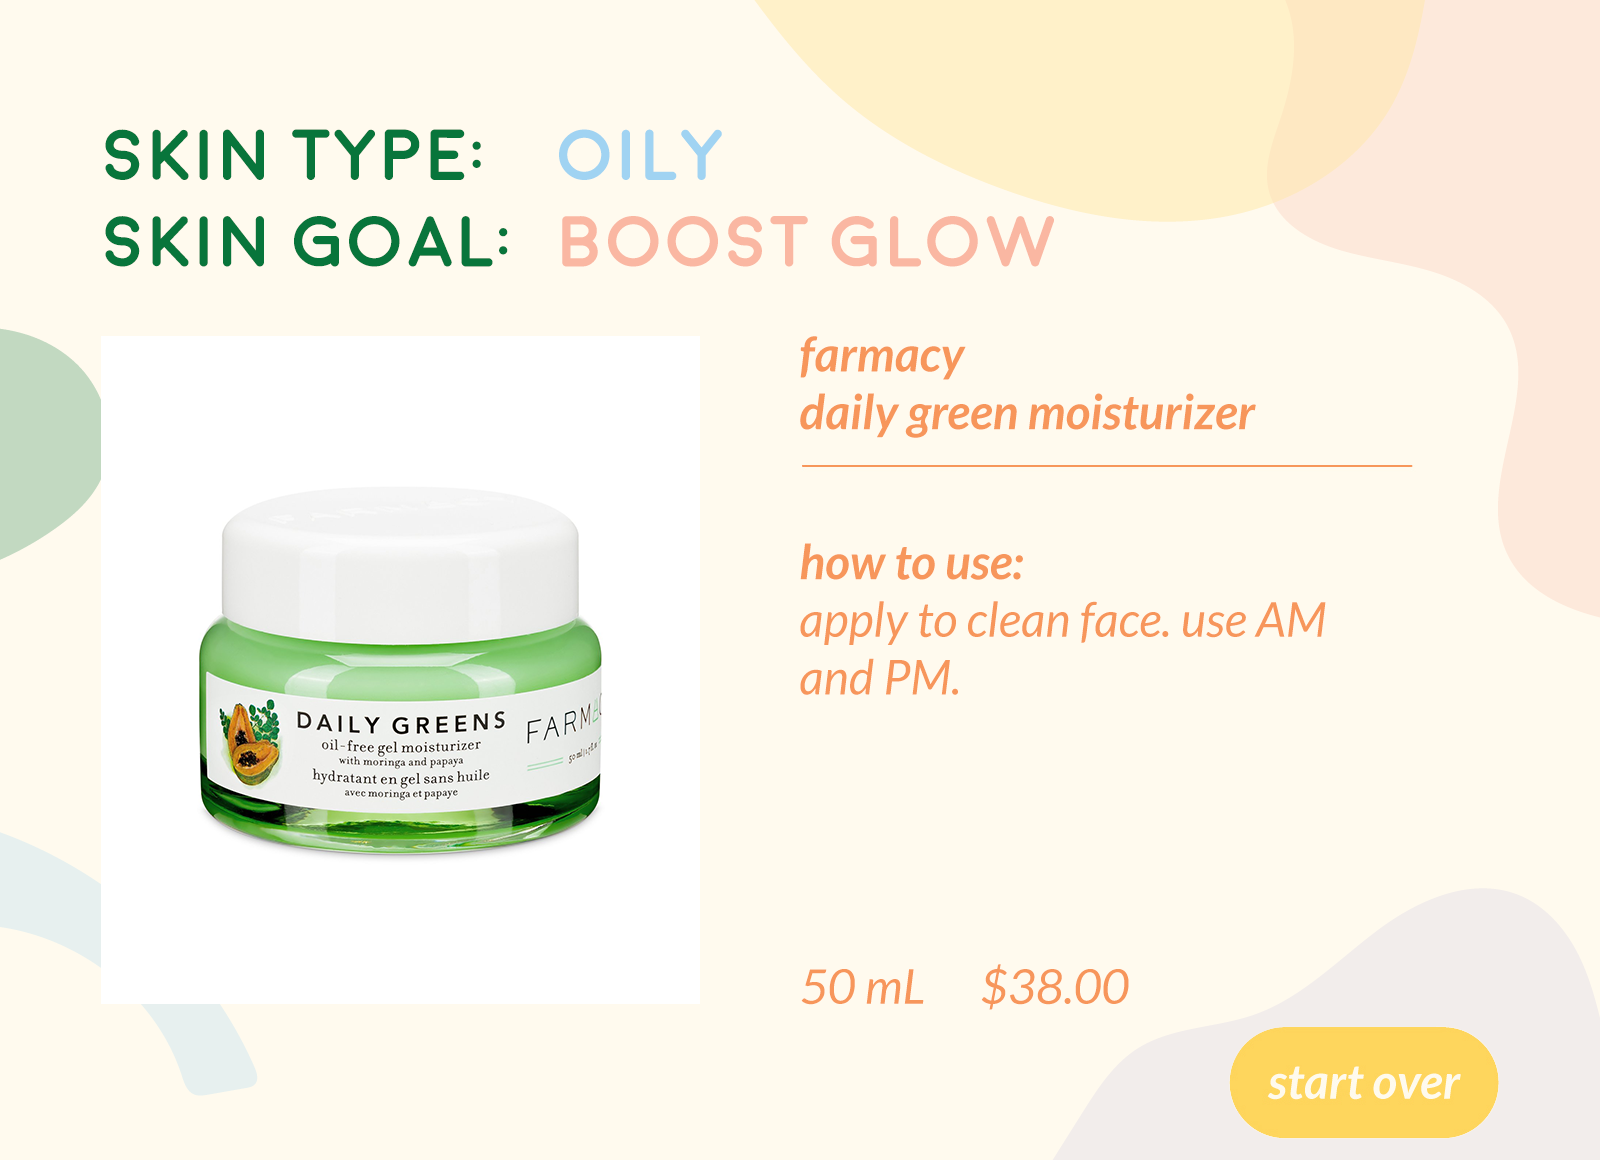 SKIN TYPE: OILY
SKIN GOAL: BOOST GLOW
farmacy
daily green moisturizer
how to use:
apply to clean face. use AM
and PM.
DAILY GREENS
oil-free gel moisturizer
with moringa and papaya
hydratant en gel sans huile
avec moringa et papaye
50 ml
50 mL $38.00
start over